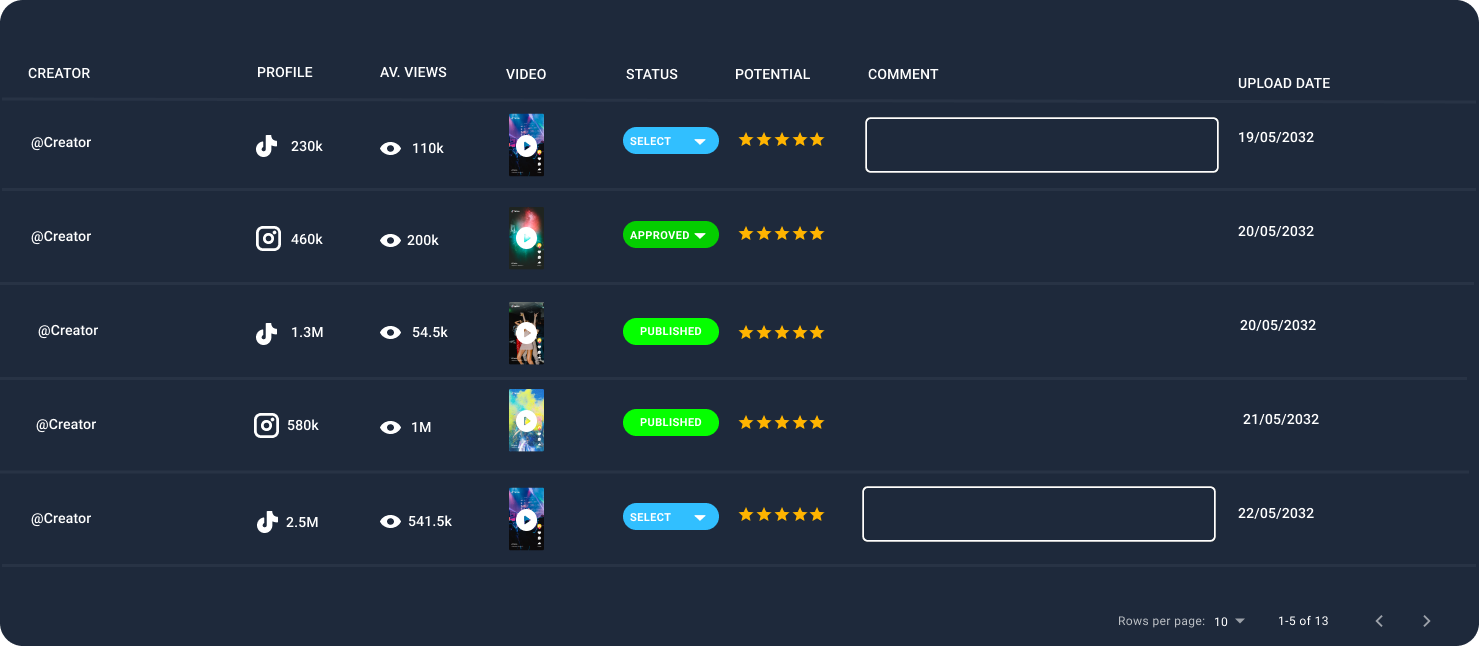 CREATOR PROFILE AV. VIEWS VIDEO STATUS POTENTIAL COMMENT UPLOAD DATE
@Creator 230k 110k SELECT 19/05/2032
@Creator 460k 200k APPROVED 20/05/2032
@Creator 1.3M 54.5k PUBLISHED 20/05/2032
@Creator 580k 1M PUBLISHED 21/05/2032
@Creator 2.5M 541.5k SELECT 22/05/2032
Rows per page: 10 1-5 of 13